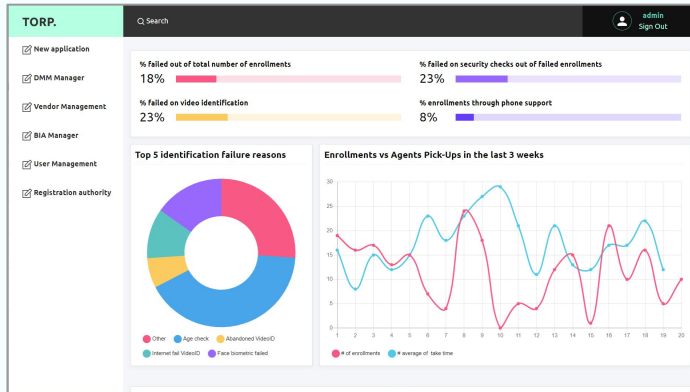 TORP.
Search
admin
Sign Out
New application
DMM Manager
Vendor Management
BIA Manager
User Management
Registration authority
% failed out of total number of enrollments
18%
% failed on security checks out of failed enrollments
23%
% failed on video identification
23%
% enrollments through phone support
8%
Top 5 identification failure reasons
Other Age check Abandoned VideoID
Internet fail VideoID Face biometric failed
Enrollments vs Agents Pick-Ups in the last 3 weeks
30
25
20
15
10
5
0
1 2 3 4 5 6 7 8 9 10 11 12 13 14 15 16 17 18 19 20
# of enrollments # average of take time